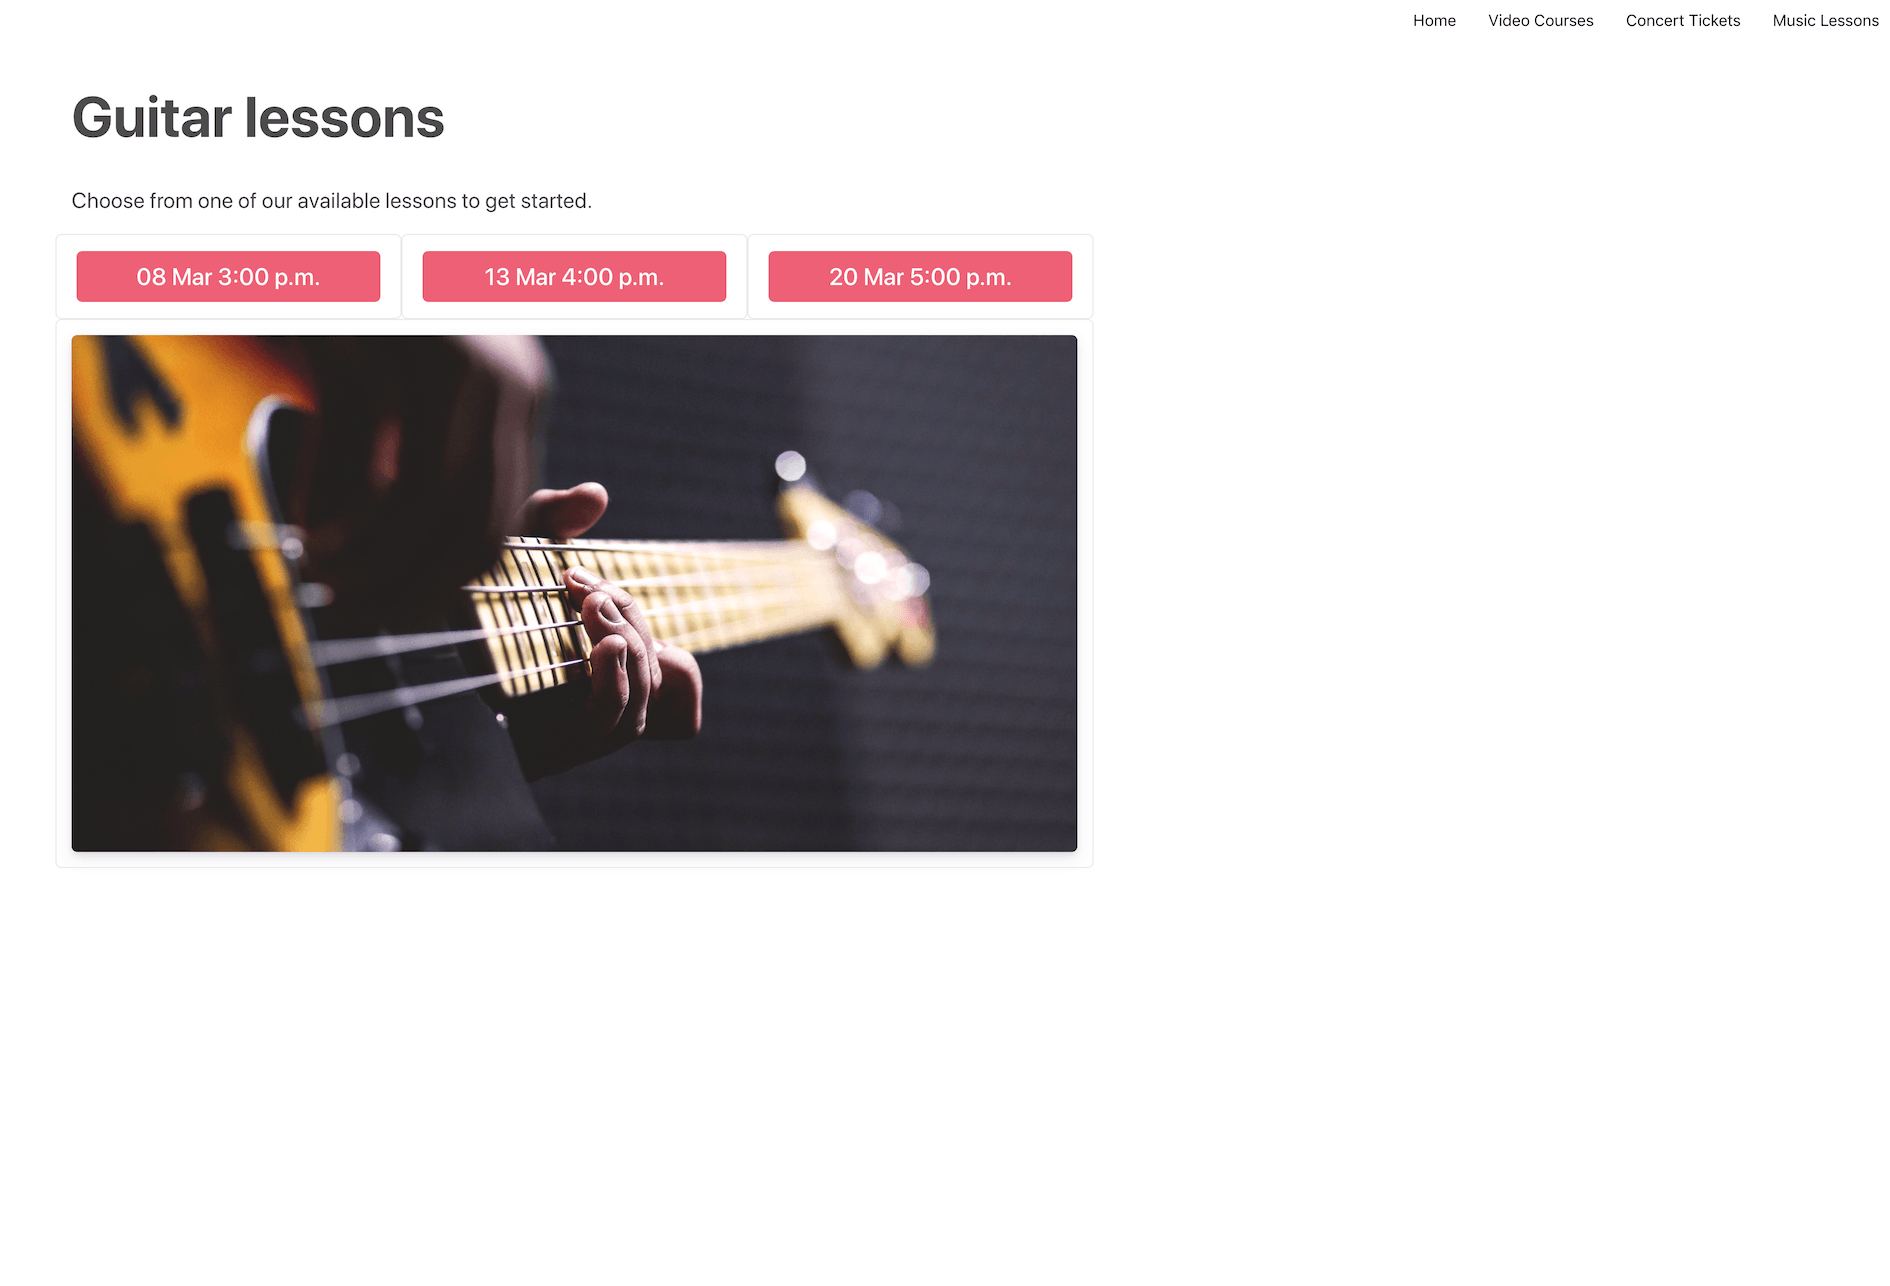 Home Video Courses Concert Tickets Music Lessons
Guitar lessons
Choose from one of our available lessons to get started.
08 Mar 3:00 p.m. 13 Mar 4:00 p.m. 20 Mar 5:00 p.m.